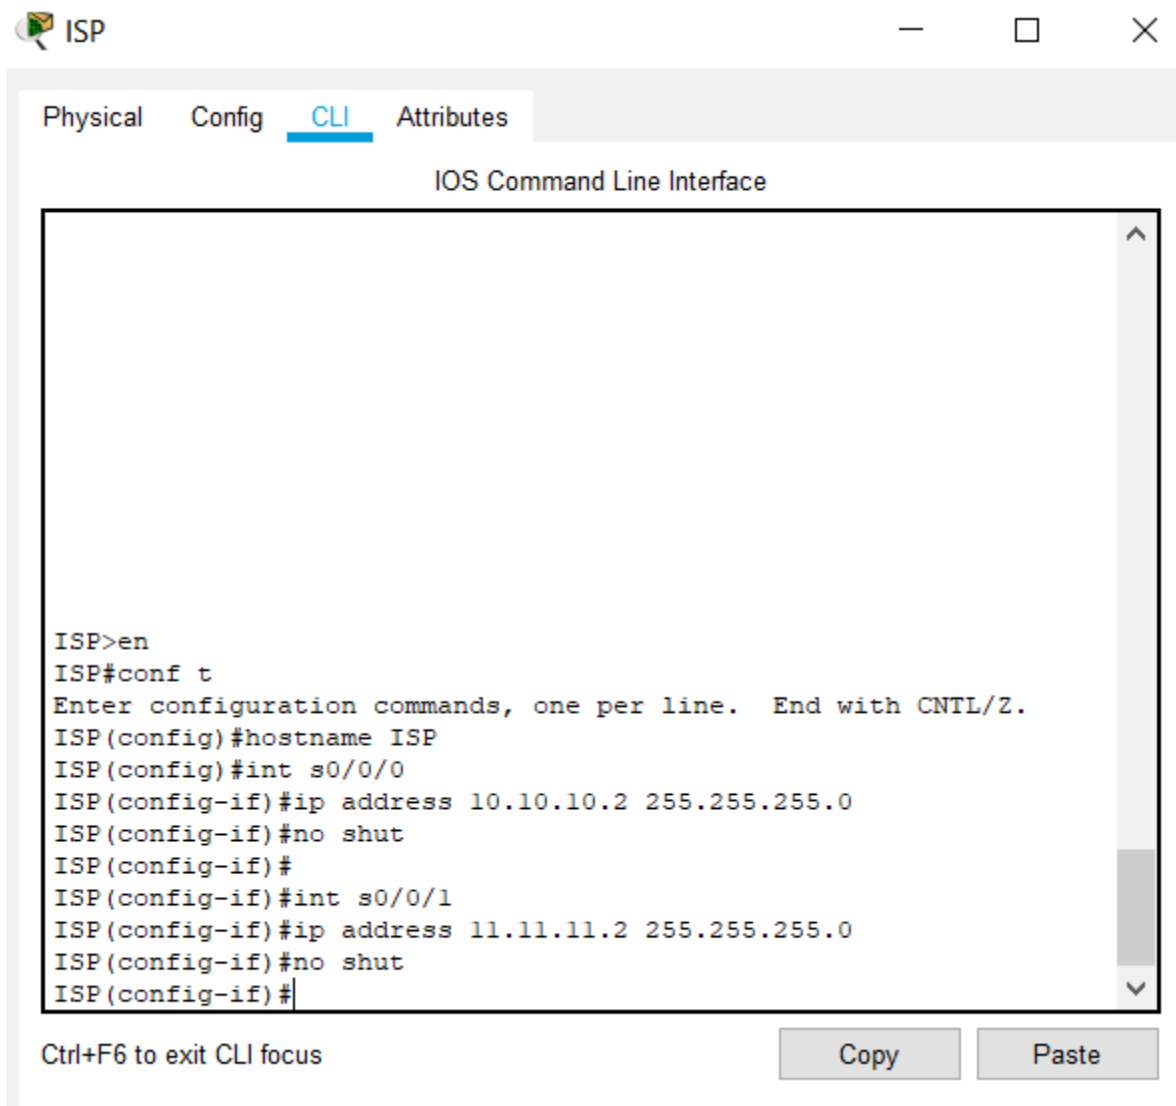 ISP
Physical Config CLI Attributes
IOS Command Line Interface
ISP>en
ISP#conf t
Enter configuration commands, one per line.  End with CNTL/Z.
ISP(config)#hostname ISP
ISP(config)#int s0/0/0
ISP(config-if)#ip address 10.10.10.2 255.255.255.0
ISP(config-if)#no shut
ISP(config-if)#
ISP(config-if)#int s0/0/1
ISP(config-if)#ip address 11.11.11.2 255.255.255.0
ISP(config-if)#no shut
ISP(config-if)#
Ctrl+F6 to exit CLI focus
Copy Paste